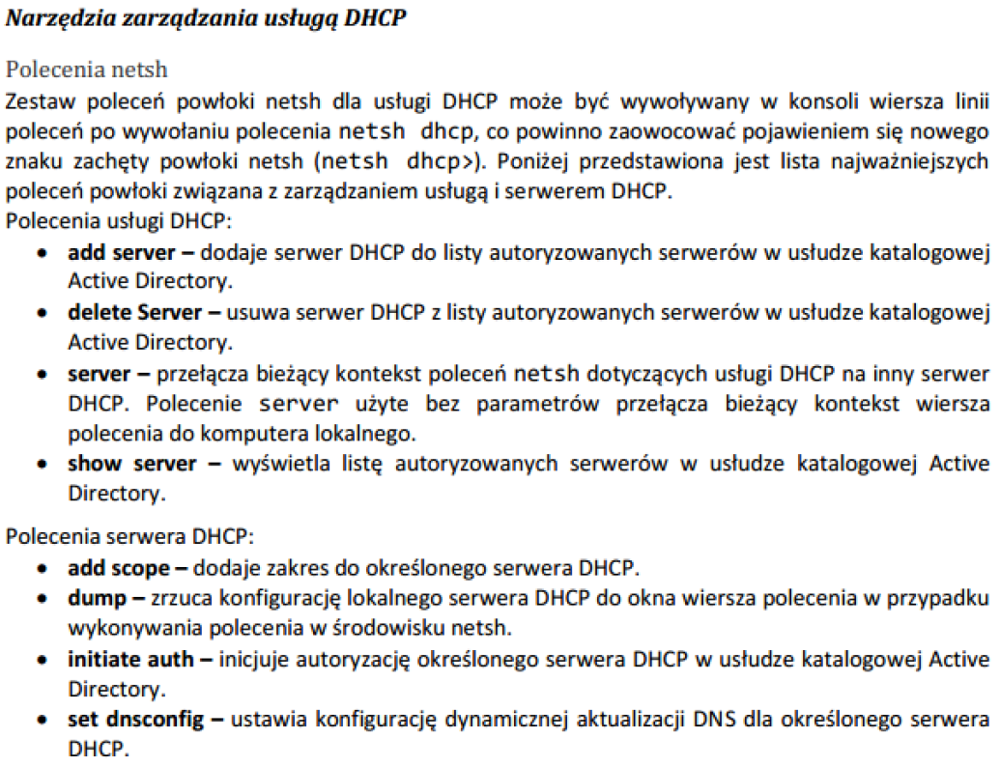 Narzędzia zarządzania usługą DHCP
Polecenia netsh
Zestaw poleceń powłoki netsh dla usługi DHCP może być wywoływany w konsoli wiersza linii
poleceń po wywołaniu polecenia netsh dhcp, co powinno zaowocować pojawieniem się nowego
znaku zachęty powłoki netsh (netsh dhcp>). Poniżej przedstawiona jest lista najważniejszych
poleceń powłoki związana z zarządzaniem usługą i serwerem DHCP.
Polecenia usługi DHCP:
• add server – dodaje serwer DHCP do listy autoryzowanych serwerów w usłudze katalogowej
Active Directory.
• delete Server – usuwa serwer DHCP z listy autoryzowanych serwerów w usłudze katalogowej
Active Directory.
• server – przełącza bieżący kontekst poleceń netsh dotyczących usługi DHCP na inny serwer
DHCP. Polecenie server użyte bez parametrów przełącza bieżący kontekst wiersza
polecenia do komputera lokalnego.
• show server – wyświetla listę autoryzowanych serwerów w usłudze katalogowej Active
Directory.
Polecenia serwera DHCP:
• add scope – dodaje zakres do określonego serwera DHCP.
• dump – zrzuca konfigurację lokalnego serwera DHCP do okna wiersza polecenia w przypadku
wykonywania polecenia w środowisku netsh.
• initiate auth – inicjuje autoryzację określonego serwera DHCP w usłudze katalogowej Active
Directory.
• set dnsconfig – ustawia konfigurację dynamicznej aktualizacji DNS dla określonego serwera
DHCP.